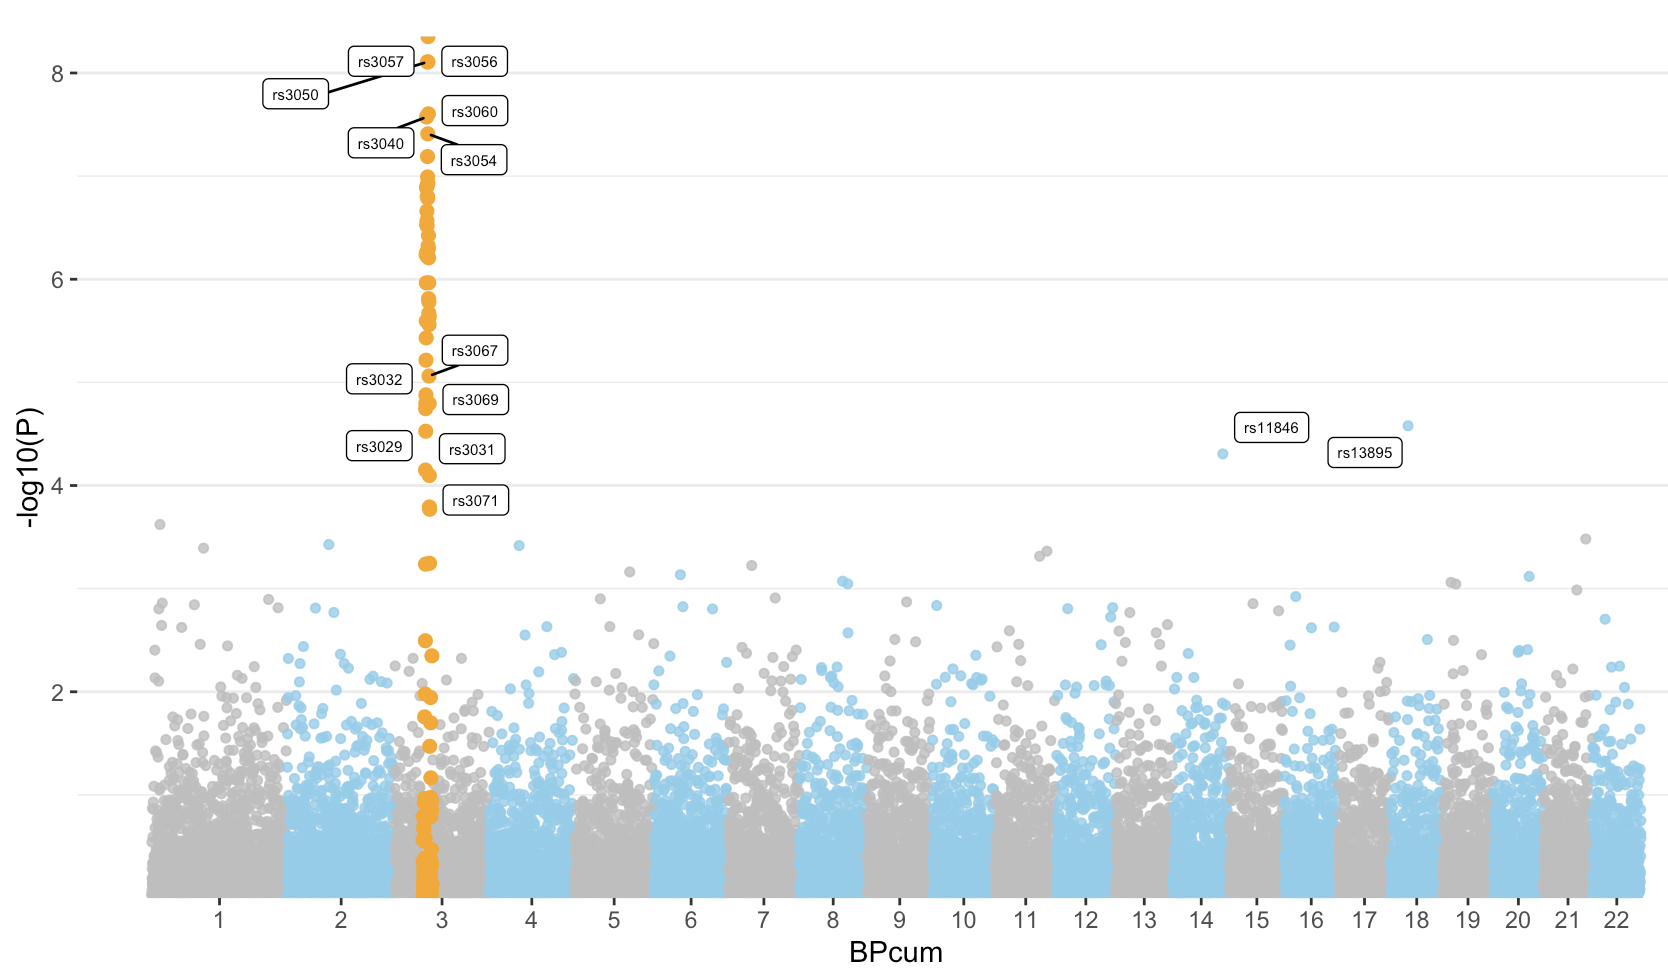 rs3057
rs3056
8
rs3050
rs3060
rs3040
rs3054
6
rs3067
rs3032
rs3069
rs11846
rs3029
rs3031
rs13895
4
rs3071
2
-log10(P)
1 2 3 4 5 6 7 8 9 10 11 12 13 14 15 16 17 18 19 20 21 22
BPcum